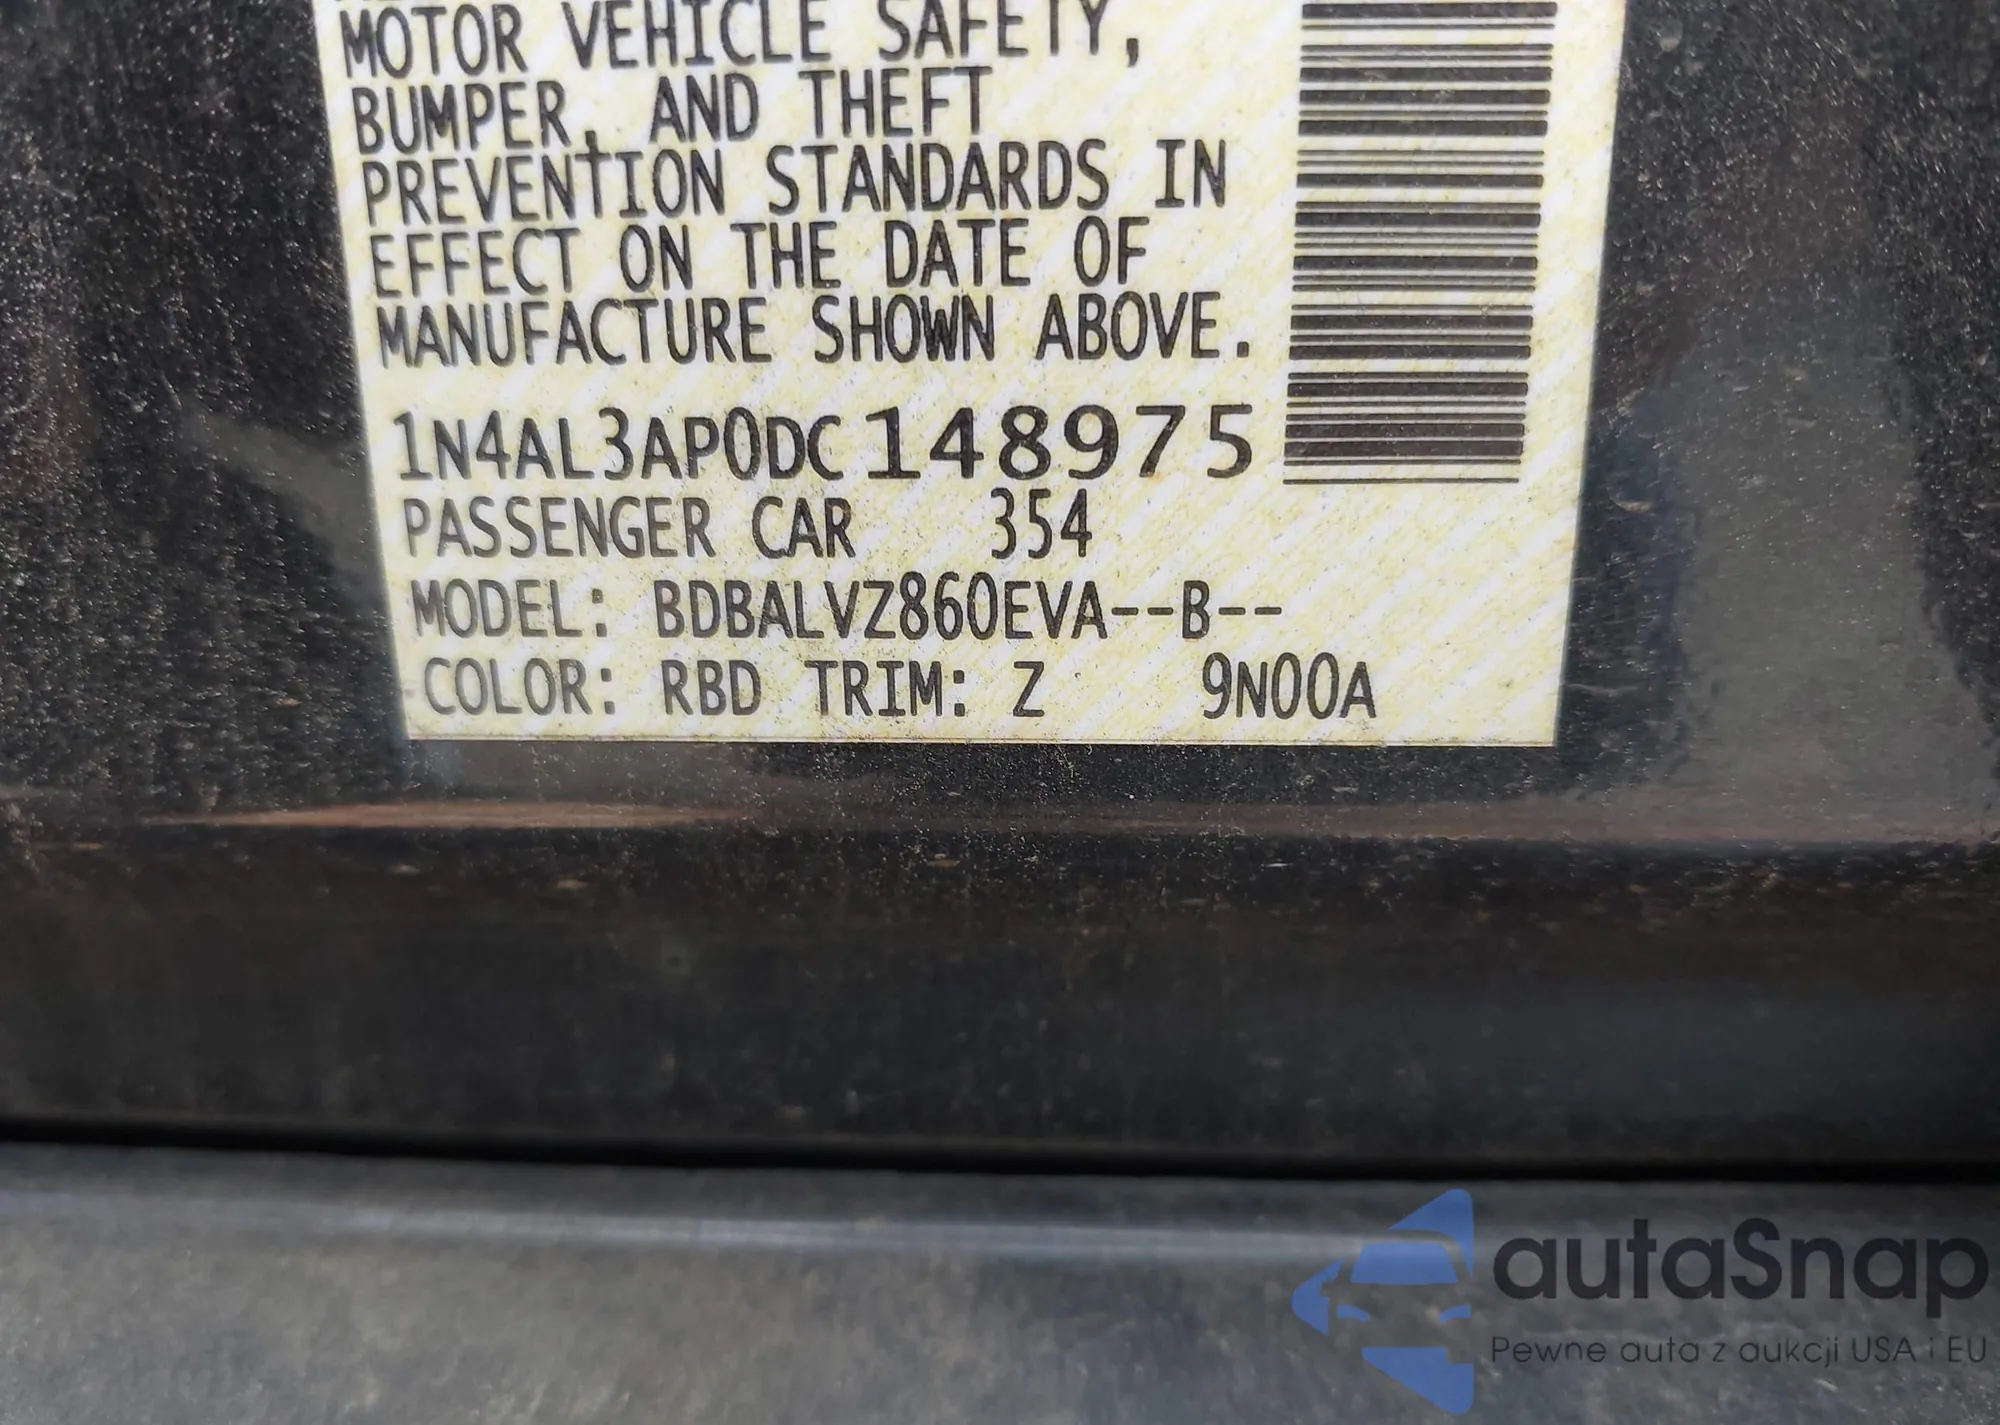 MOTOR VEHICLE SAFETY,
BUMPER, AND THEFT
PREVENTION STANDARDS IN
EFFECT ON THE DATE OF
MANUFACTURE SHOWN ABOVE.
1N4AL3AP0DC148975
PASSENGER CAR 354
MODEL: BDBALVZ860EVA--B--
COLOR: RBD TRIM: Z 9N00A
autaSnap
Pewne auta z aukcji USA i EU